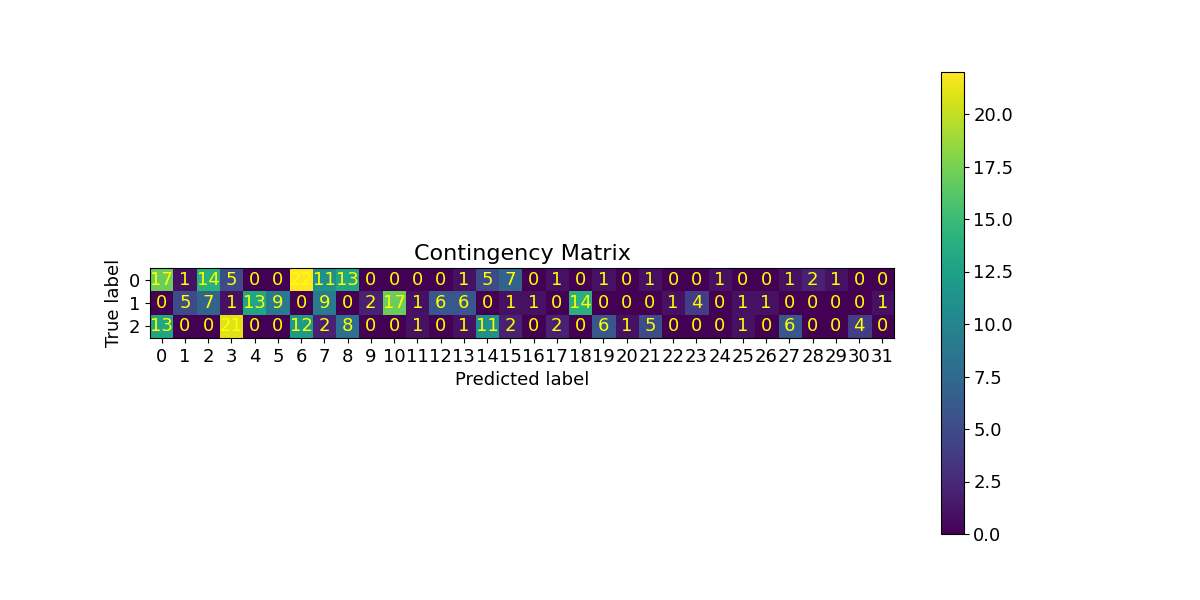 Contingency Matrix
True label
0 17 1 14 5 0 0 22 11 13 0 0 0 0 1 5 7 0 1 0 1 0 1 0 0 1 0 0 1 2 1 0 0
1 0 5 7 1 13 9 0 9 0 2 17 1 6 6 0 1 1 0 14 0 0 0 1 4 0 1 1 0 0 0 0 1
2 13 0 0 21 0 0 12 2 8 0 0 1 0 1 11 2 0 2 0 6 1 5 0 0 0 1 0 6 0 0 4 0
0 1 2 3 4 5 6 7 8 9 10 11 12 13 14 15 16 17 18 19 20 21 22 23 24 25 26 27 28 29 30 31
Predicted label
20.0
17.5
15.0
12.5
10.0
7.5
5.0
2.5
0.0